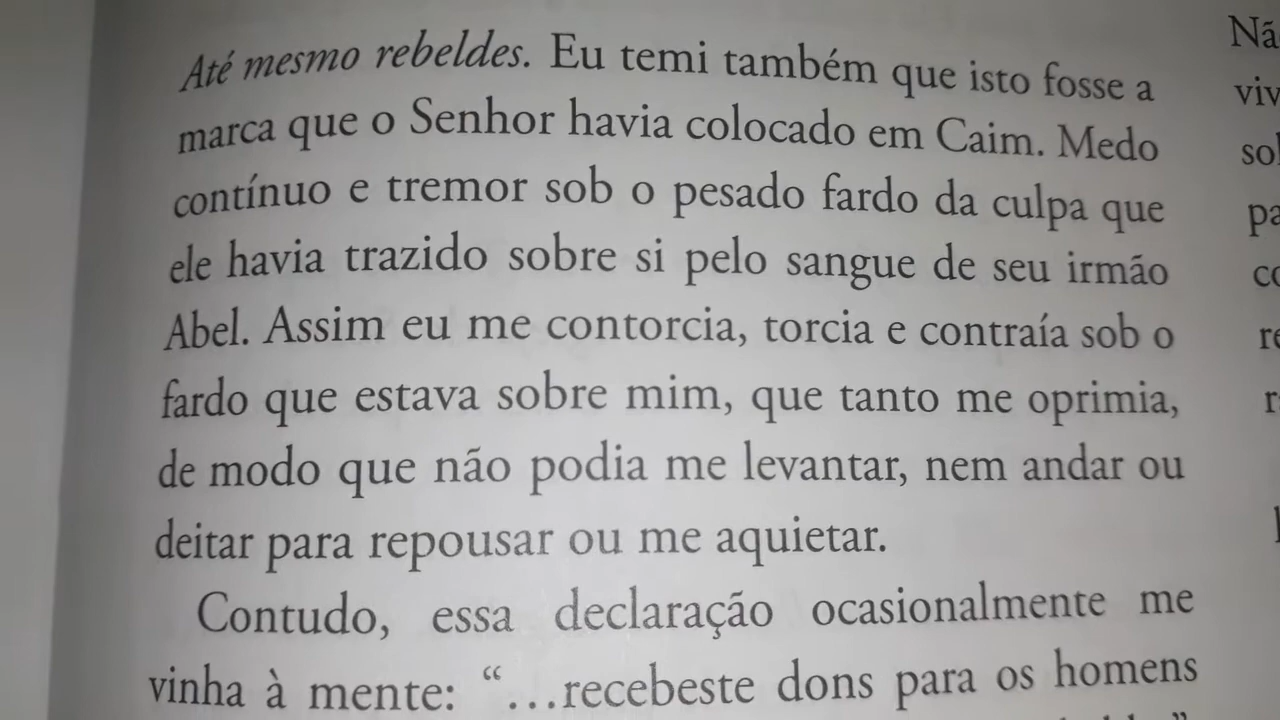 Até mesmo rebeldes. Eu temi também que isto fosse a
marca que o Senhor havia colocado em Caim. Medo
contínuo e tremor sob o pesado fardo da culpa que
ele havia trazido sobre si pelo sangue de seu irmão
Abel. Assim eu me contorcia, torcia e contraía sob o
fardo que estava sobre mim, que tanto me oprimia,
de modo que não podia me levantar, nem andar ou
deitar para repousar ou me aquietar.
Contudo, essa declaração ocasionalmente me
vinha à mente: “…recebeste dons para os homens